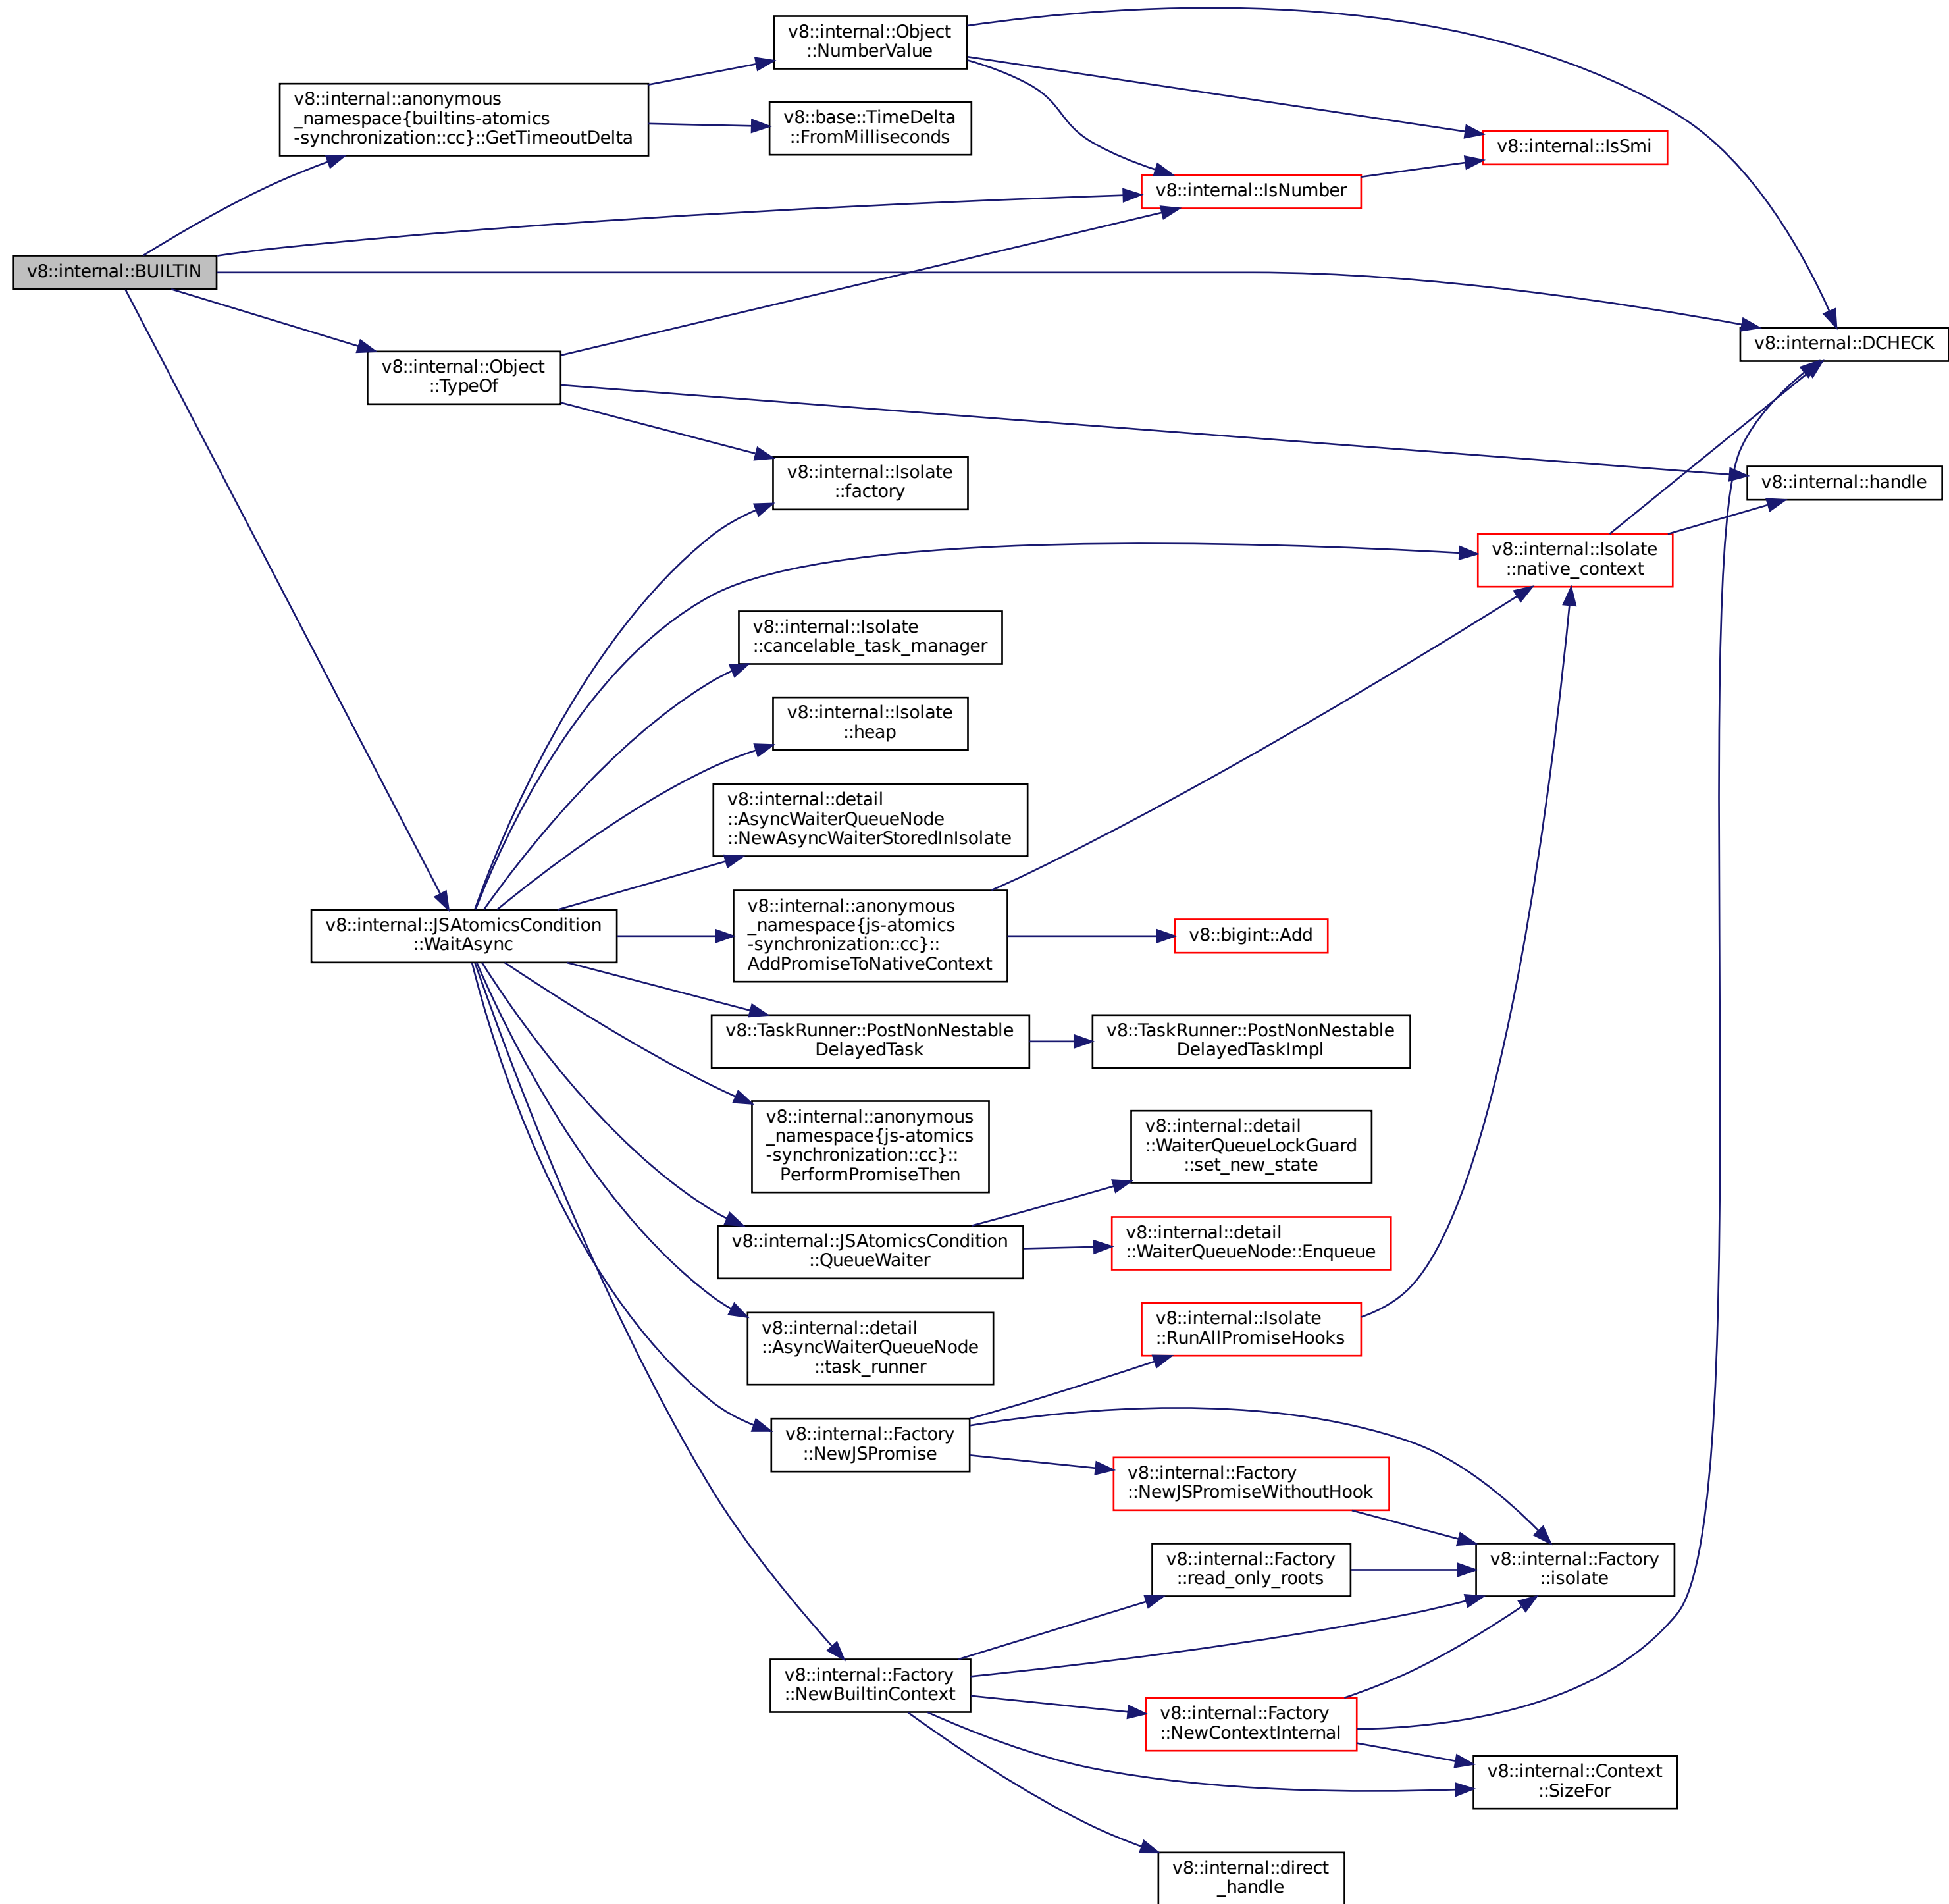 v8::internal::BUILTIN
v8::internal::anonymous
_namespace{builtins-atomics
-synchronization::cc}::GetTimeoutDelta
v8::internal::Object
::NumberValue
v8::base::TimeDelta
::FromMilliseconds
v8::internal::IsNumber
v8::internal::IsSmi
v8::internal::DCHECK
v8::internal::Object
::TypeOf
v8::internal::Isolate
::factory
v8::internal::handle
v8::internal::Isolate
::native_context
v8::internal::Isolate
::cancelable_task_manager
v8::internal::Isolate
::heap
v8::internal::detail
::AsyncWaiterQueueNode
::NewAsyncWaiterStoredInIsolate
v8::internal::JSAtomicsCondition
::WaitAsync
v8::internal::anonymous
_namespace{js-atomics
-synchronization::cc}::
AddPromiseToNativeContext
v8::bigint::Add
v8::TaskRunner::PostNonNestable
DelayedTask
v8::TaskRunner::PostNonNestable
DelayedTaskImpl
v8::internal::anonymous
_namespace{js-atomics
-synchronization::cc}::
PerformPromiseThen
v8::internal::detail
::WaiterQueueLockGuard
::set_new_state
v8::internal::JSAtomicsCondition
::QueueWaiter
v8::internal::detail
::WaiterQueueNode::Enqueue
v8::internal::detail
::AsyncWaiterQueueNode
::task_runner
v8::internal::Isolate
::RunAllPromiseHooks
v8::internal::Factory
::NewJSPromise
v8::internal::Factory
::NewJSPromiseWithoutHook
v8::internal::Factory
::read_only_roots
v8::internal::Factory
::isolate
v8::internal::Factory
::NewBuiltinContext
v8::internal::Factory
::NewContextInternal
v8::internal::Context
::SizeFor
v8::internal::direct
_handle